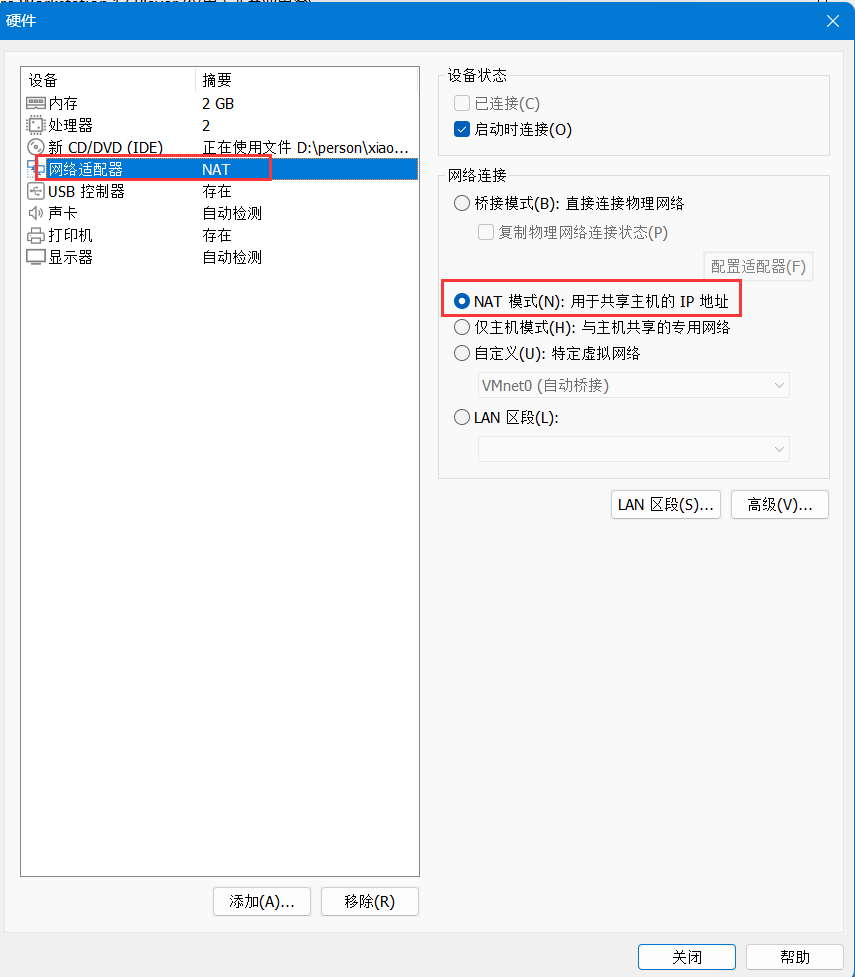 硬件
设备 摘要
内存 2 GB
处理器 2
新 CD/DVD (IDE) 正在使用文件 D:\person\xiao...
网络适配器 NAT
USB 控制器 存在
声卡 自动检测
打印机 存在
显示器 自动检测
添加(A)... 移除(R)
设备状态
已连接(C)
启动时连接(O)
网络连接
桥接模式(B): 直接连接物理网络
复制物理网络连接状态(P)
配置适配器(F)
NAT 模式(N): 用于共享主机的 IP 地址
仅主机模式(H): 与主机共享的专用网络
自定义(U): 特定虚拟网络
VMnet0 (自动桥接)
LAN 区段(L):
LAN 区段(S)... 高级(V)...
关闭 帮助